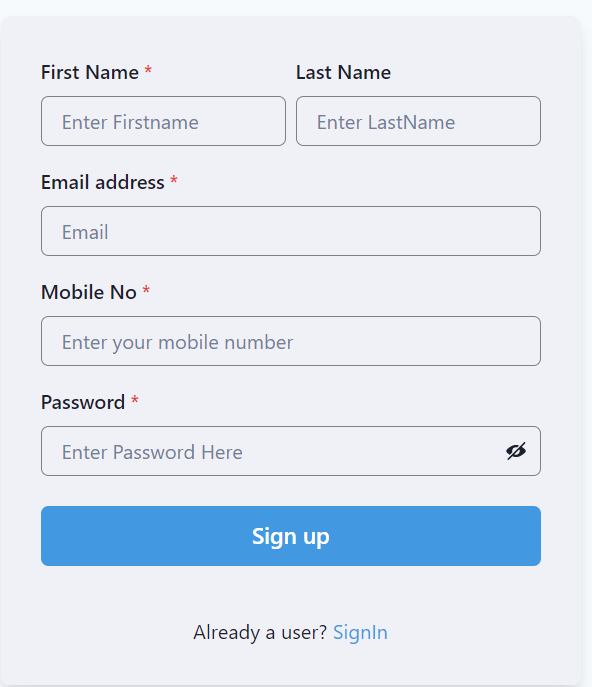 First Name * Last Name
Enter Firstname Enter LastName
Email address *
Email
Mobile No *
Enter your mobile number
Password *
Enter Password Here
Sign up
Already a user? SignIn